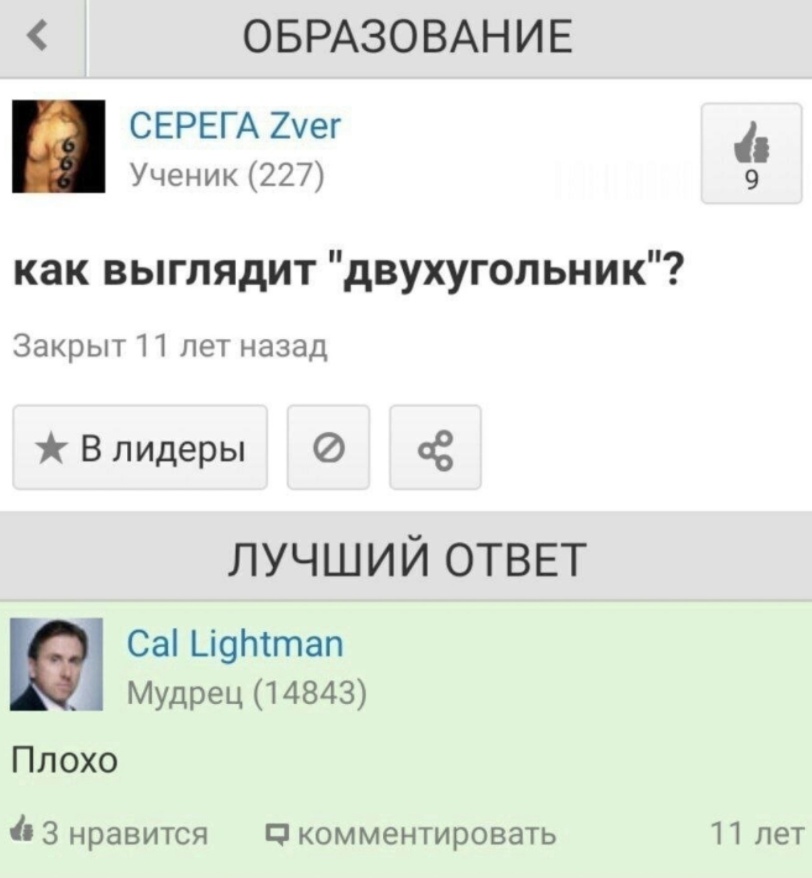 ОБРАЗОВАНИЕ
СЕРЕГА Zver
Ученик (227)
666
9
как выглядит "двухугольник"?
Закрыт 11 лет назад
В лидеры
ЛУЧШИЙ ОТВЕТ
Cal Lightman
Мудрец (14843)
Плохо
3 нравится комментировать 11 лет